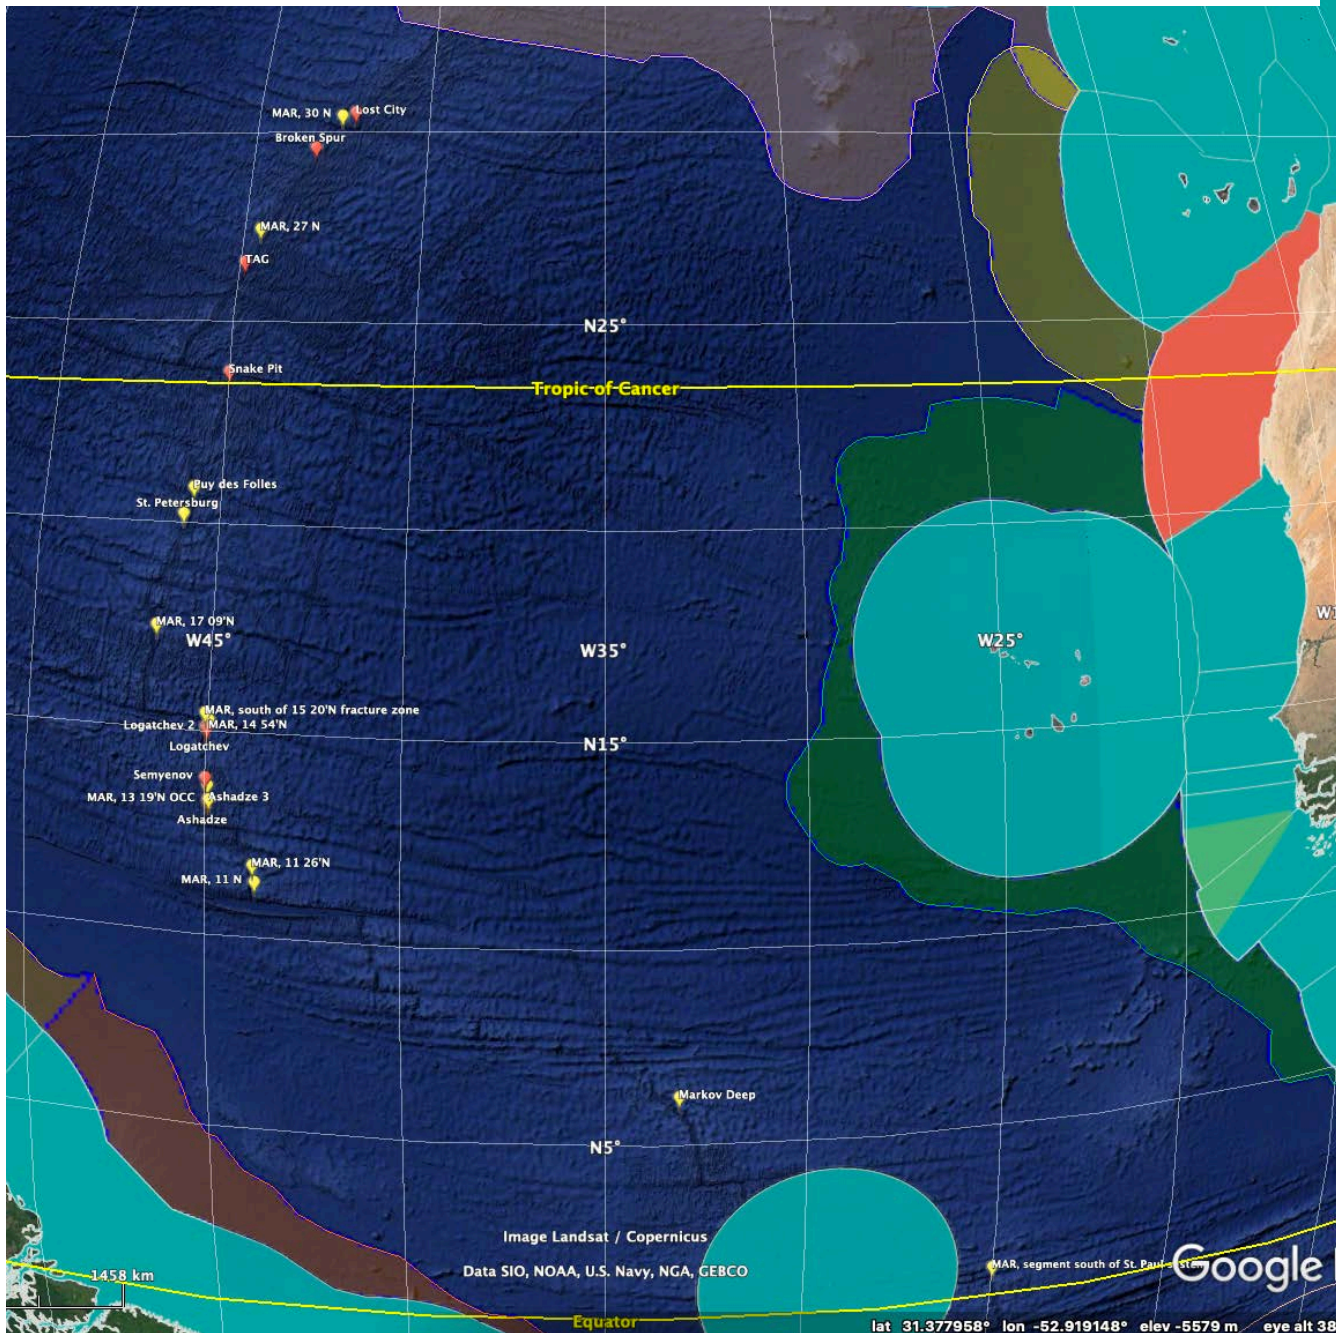 MAR, 30 N
Lost City
Broken Spur
MAR, 27 N
TAG
N25°
Snake Pit
Tropic of Cancer
Puy des Folles
St. Petersburg
MAR, 17 09'N
W45°
W35°
W25°
MAR, south of 15 20'N fracture zone
Logatchev 2
MAR, 14 54'N
Logatchev
N15°
Semyenov
MAR, 13 19'N OCC
Ashadze 3
Ashadze
MAR, 11 26'N
MAR, 11 N
Markov Deep
N5°
Image Landsat / Copernicus
MAR, segment south of St. Paul system
Google
Data SIO, NOAA, U.S. Navy, NGA, GEBCO
1458 km
Equator
lat 31.377958° lon -52.919148° elev -5579 m eye alt 38